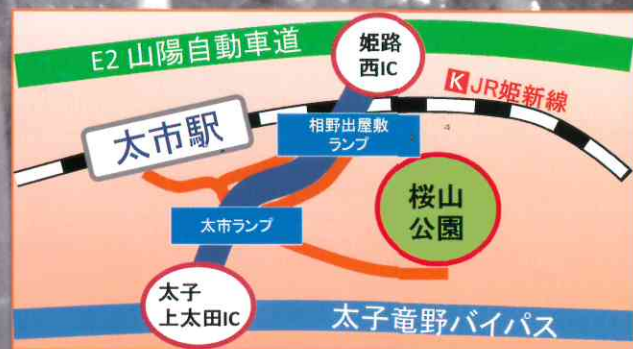 E2 山陽自動車道
姫路
西IC
K JR姫新線
太市駅
相野出屋敷
ランプ
4
桜山
公園
太市ランプ
太子
上太田IC
太子竜野バイパス